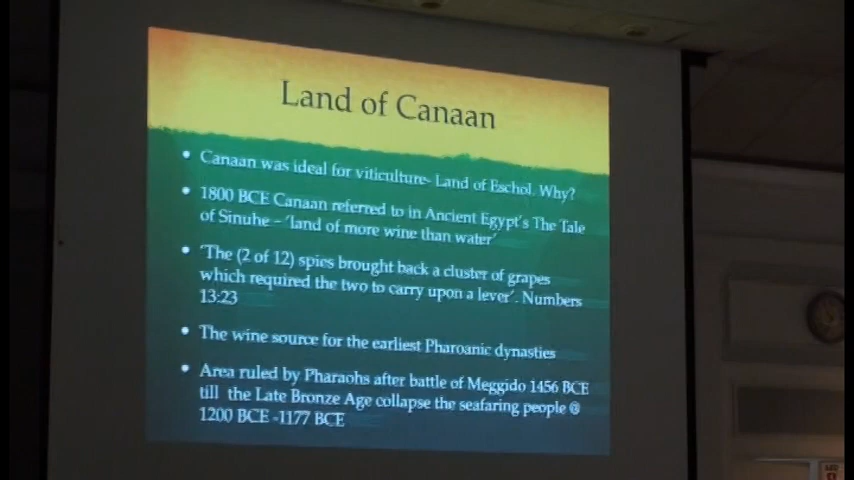 Land of Canaan
• Canaan was ideal for viticulture- Land of Eschol. Why?
• 1800 BCE Canaan referred to in Ancient Egypt's The Tale
of Sinuhe – 'land of more wine than water'
• 'The (2 of 12) spies brought back a cluster of grapes
which required the two to carry upon a lever'. Numbers
13:23
• The wine source for the earliest Pharoanic dynasties
• Area ruled by Pharaohs after battle of Meggido 1456 BCE
till the Late Bronze Age collapse the seafaring people @
1200 BCE -1177 BCE